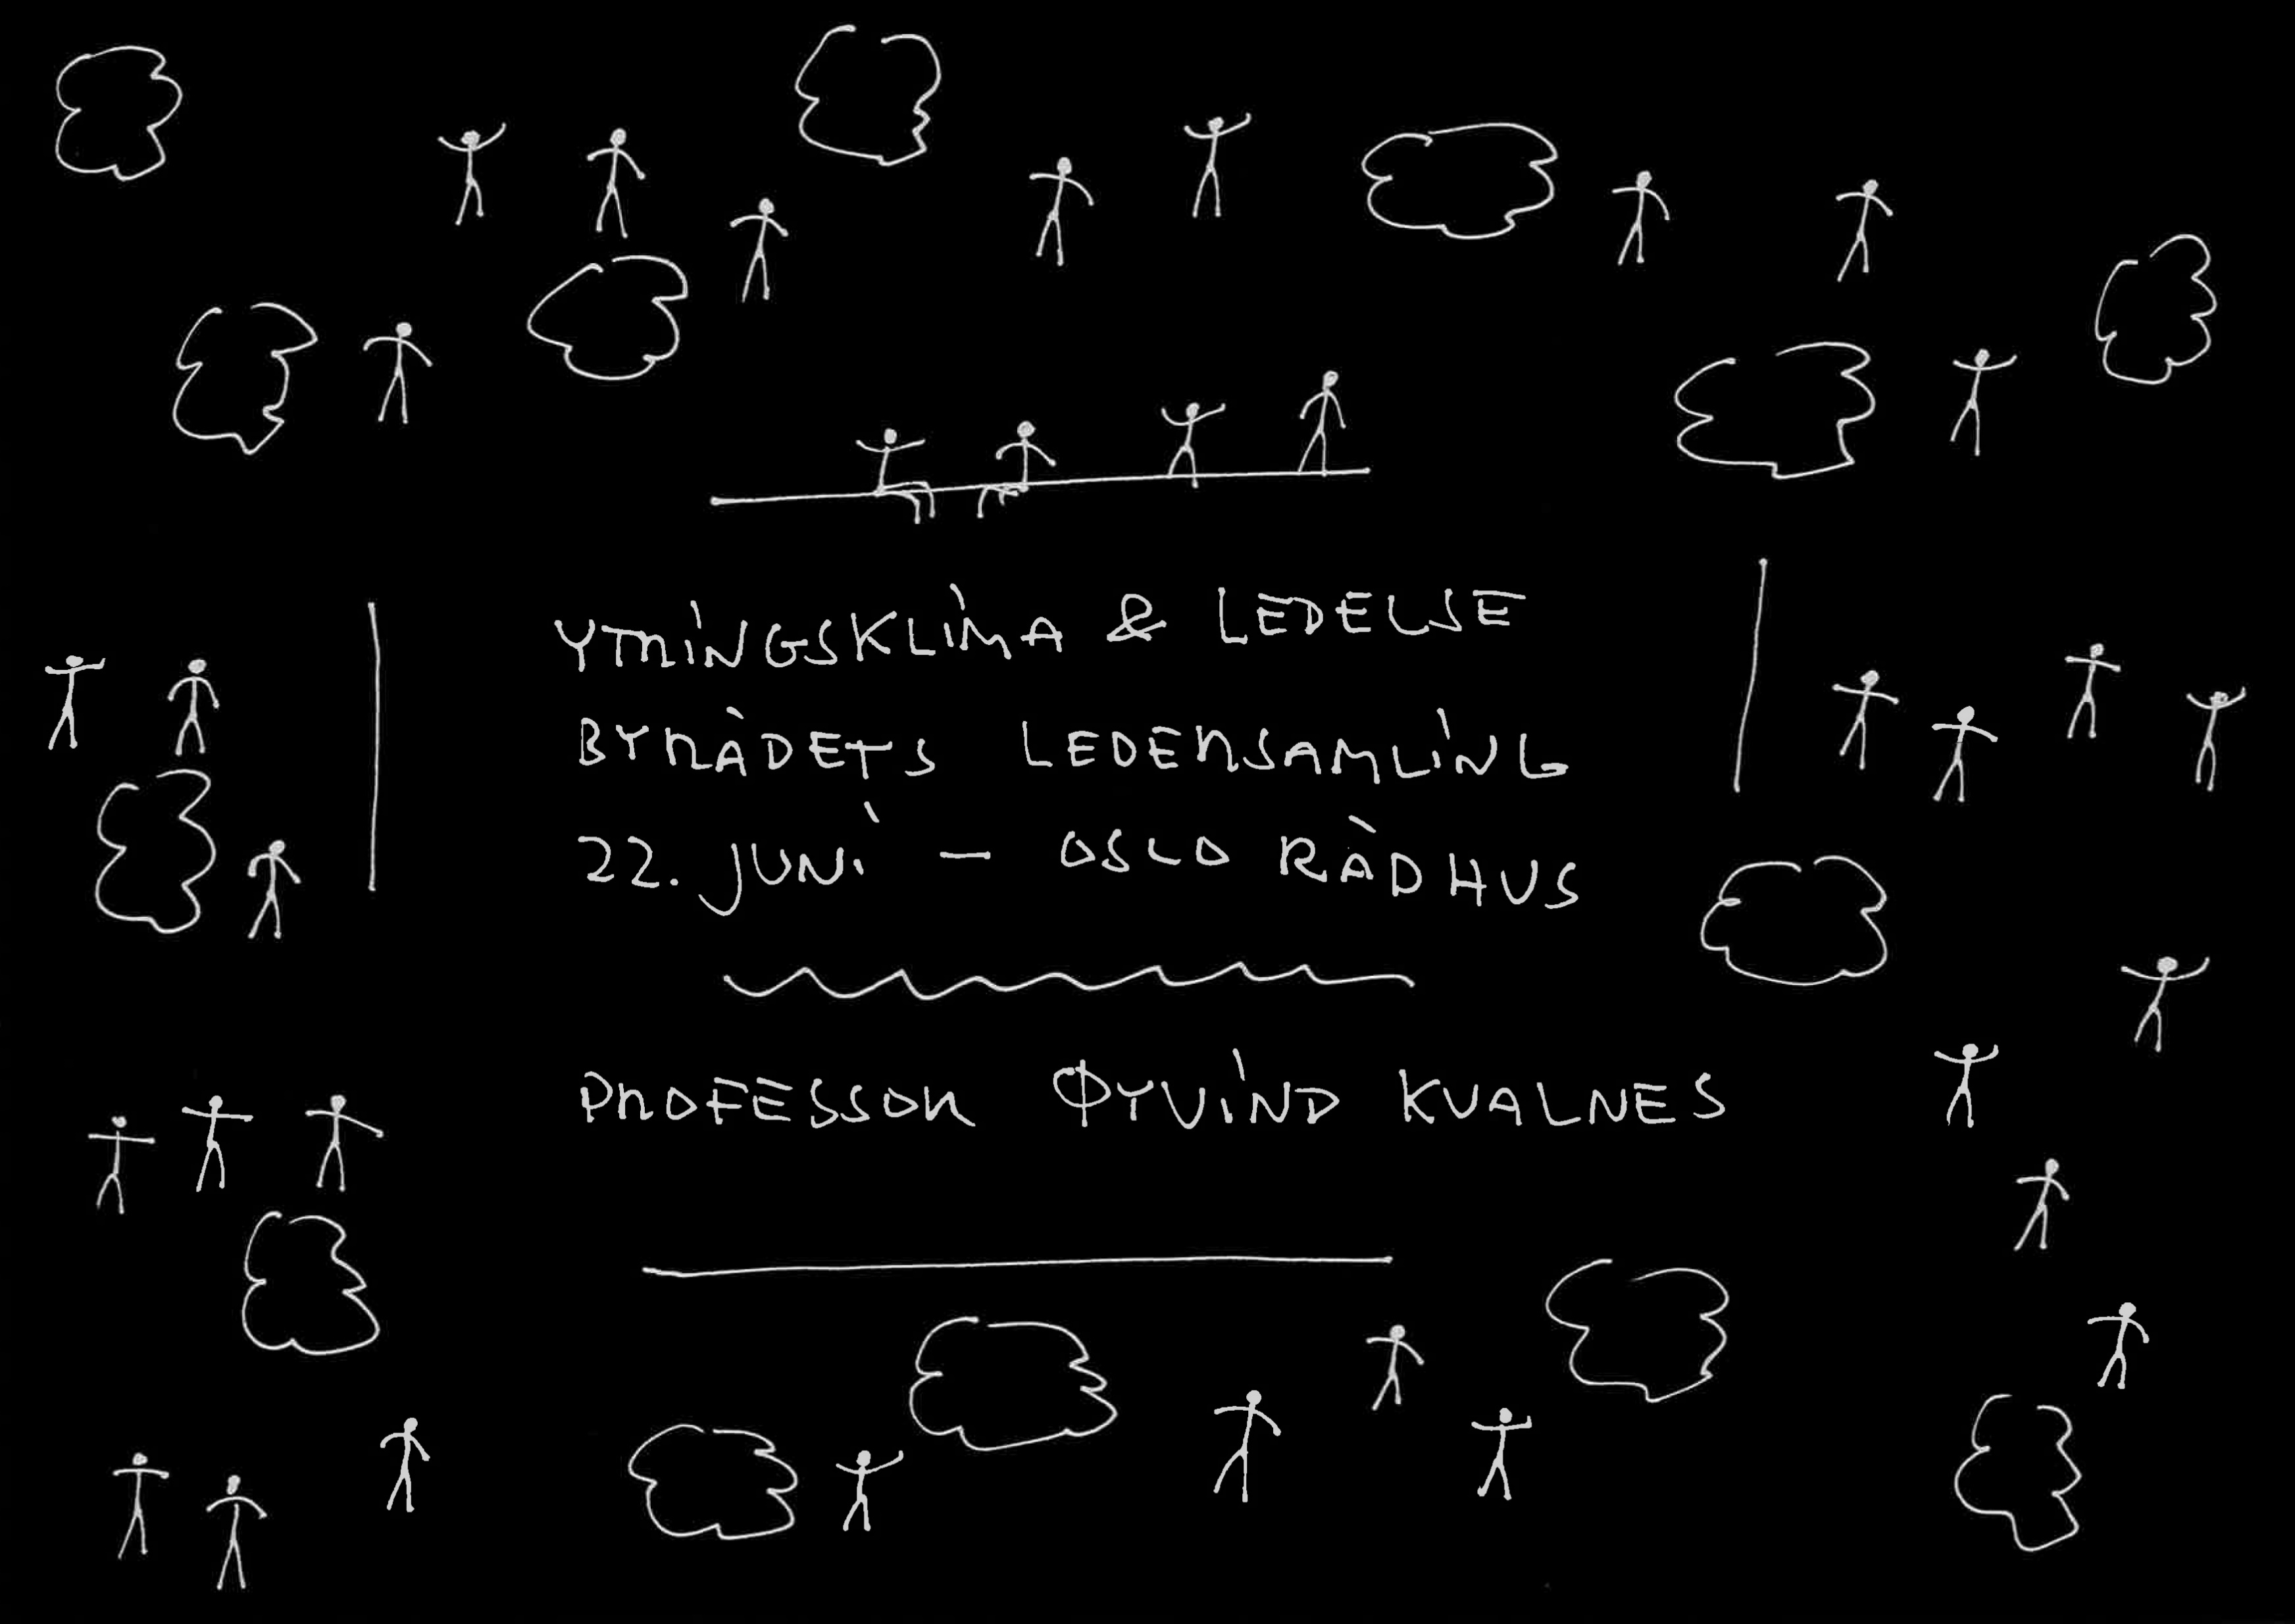 YTRINGSKLIMA & LEDELSE
BYRÅDETS LEDERSAMLING
22. JUNI – OSLO RÅDHUS
PROFESSOR ØYVIND KVALNES